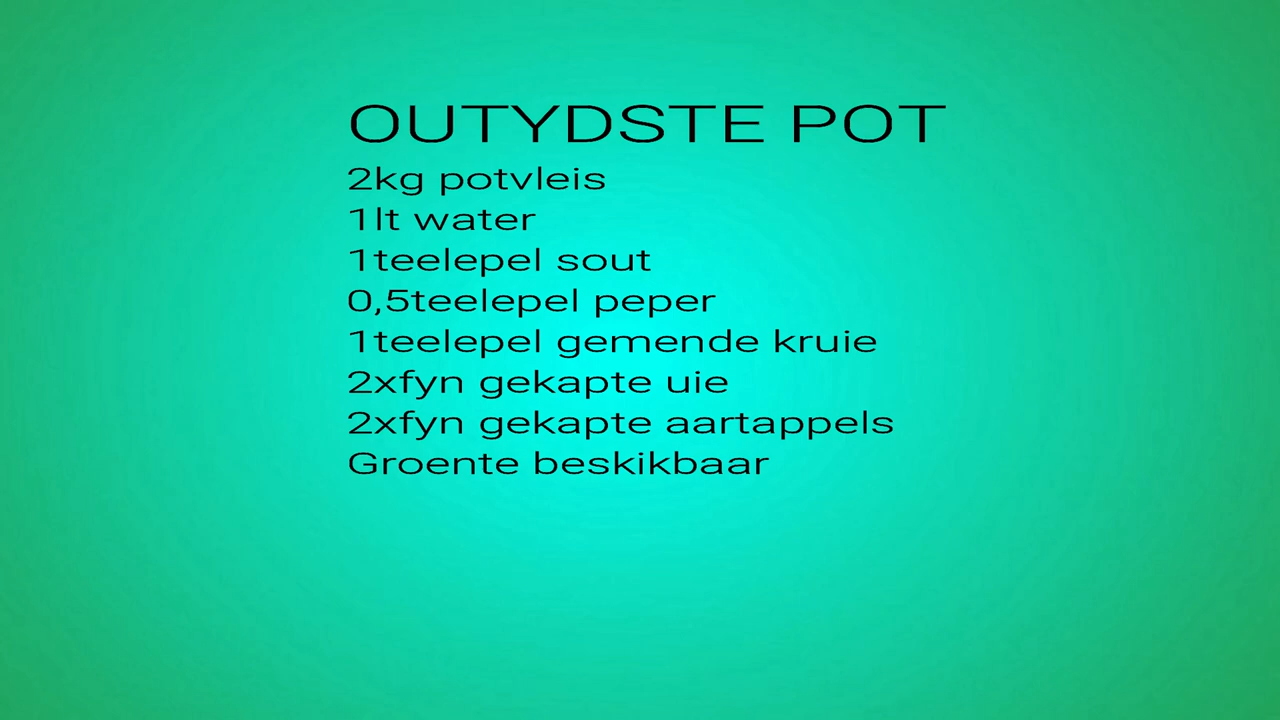 OUTYDSTE POT
2kg potvleis
1lt water
1teelepel sout
0,5teelepel peper
1teelepel gemende kruie
2xfyn gekapte uie
2xfyn gekapte aartappels
Groente beskikbaar